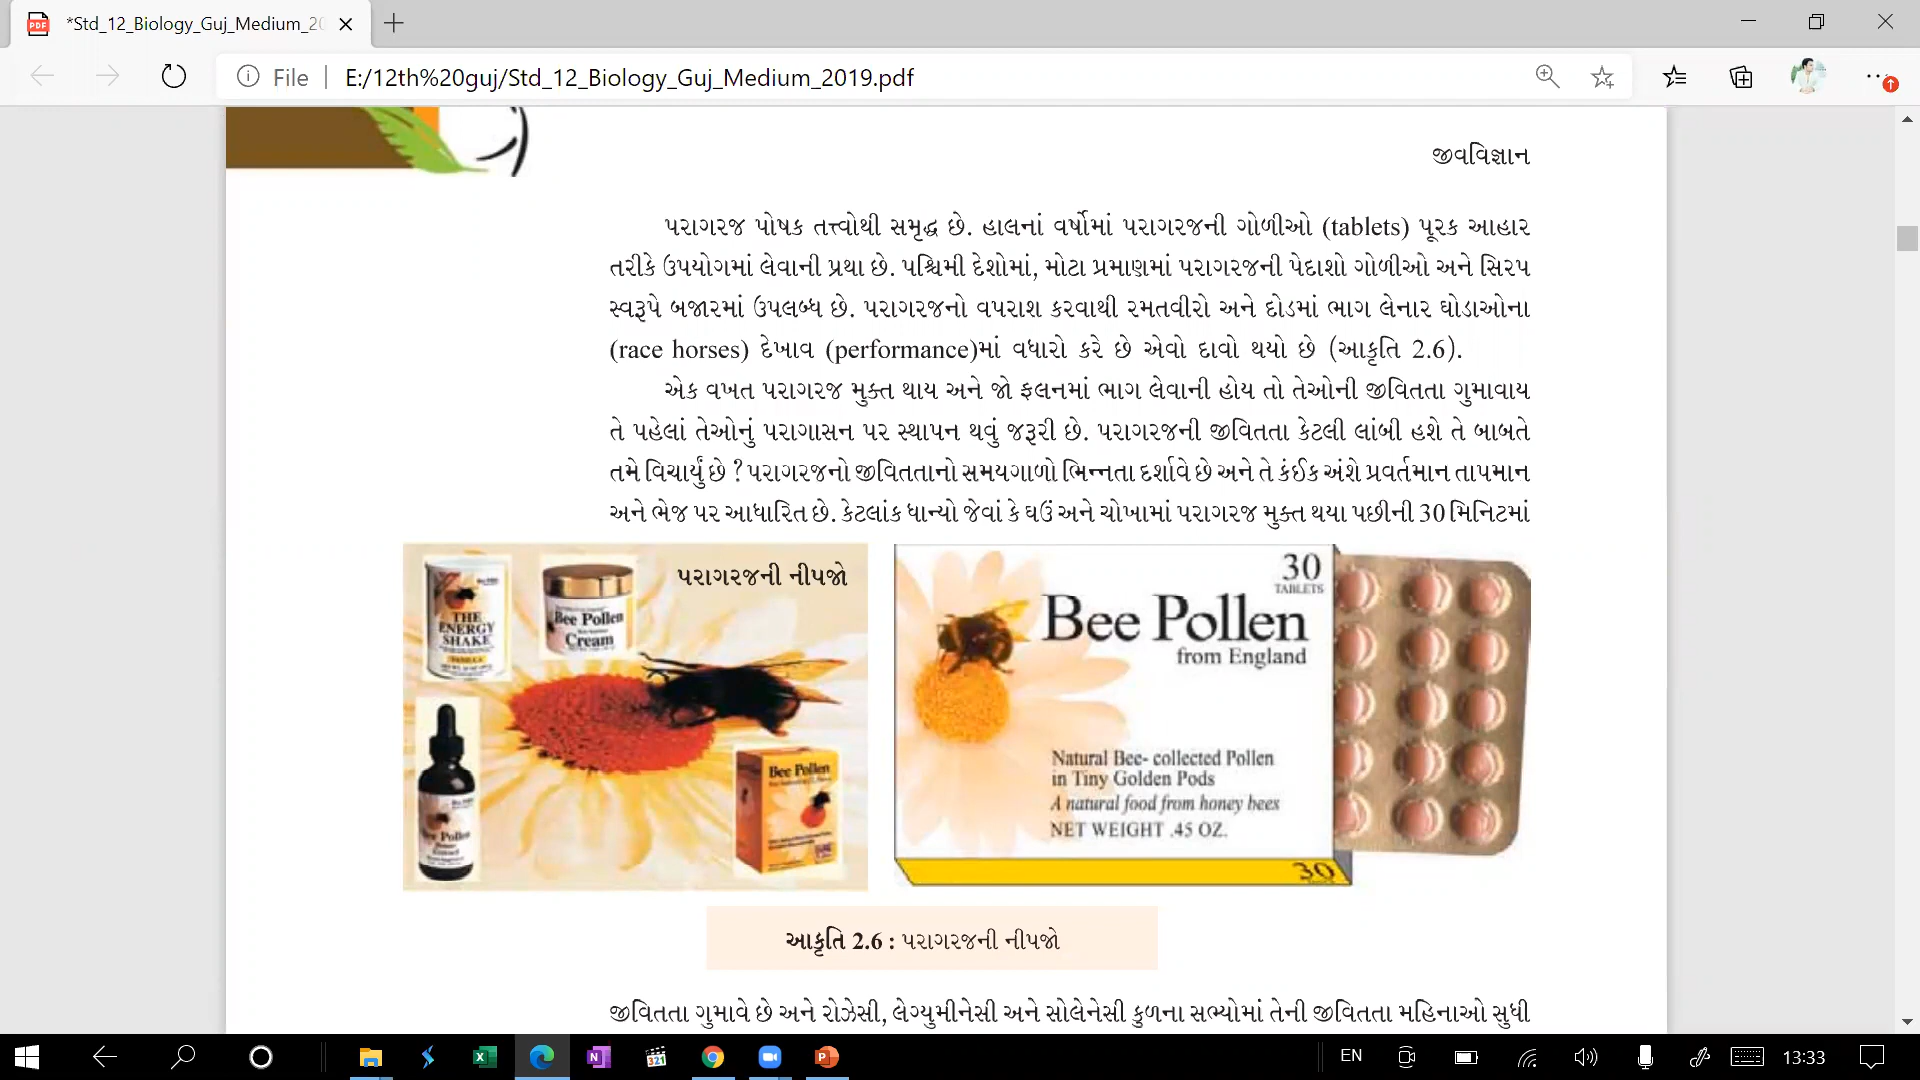 *Std_12_Biology_Guj_Medium_20
File
E:/12th%20guj/Std_12_Biology_Guj_Medium_2019.pdf
જીવવિજ્ઞાન
પરાગરજ પોષક તત્ત્વોથી સમૃદ્ધ છે. હાલનાં વર્ષોમાં પરાગરજની ગોળીઓ (tablets) પૂરક આહાર
તરીકે ઉપયોગમાં લેવાની પ્રથા છે. પશ્ચિમી દેશોમાં, મોટા પ્રમાણમાં પરાગરજની પેદાશો ગોળીઓ અને સિરપ
સ્વરૂપે બજારમાં ઉપલબ્ધ છે. પરાગરજનો વપરાશ કરવાથી રમતવીરો અને દોડમાં ભાગ લેનાર ઘોડાઓના
(race horses) દેખાવ (performance)માં વધારો કરે છે એવો દાવો થયો છે (આકૃતિ 2.6).
એક વખત પરાગરજ મુક્ત થાય અને જો ફલનમાં ભાગ લેવાની હોય તો તેઓની જીવિતતા ગુમાવાય
તે પહેલાં તેઓનું પરાગાસન પર સ્થાપન થવું જરૂરી છે. પરાગરજની જીવિતતા કેટલી લાંબી હશે તે બાબતે
તમે વિચાર્યું છે ? પરાગરજનો જીવિતતાનો સમયગાળો ભિન્નતા દર્શાવે છે અને તે કંઈક અંશે પ્રવર્તમાન તાપમાન
અને ભેજ પર આધારિત છે. કેટલાંક ધાન્યો જેવાં કે ઘઉં અને ચોખામાં પરાગરજ મુક્ત થયા પછીની 30 મિનિટમાં
પરાગરજની નીપજો
THE
ENERGY
SHAKE
VANILLA
Bee Pollen
Cream
Bee Pollen
Bee Pollen
30
TABLETS
Bee Pollen
from England
Natural Bee- collected Pollen
in Tiny Golden Pods
A natural food from honey bees
NET WEIGHT .45 OZ.
30
આકૃતિ 2.6 : પરાગરજની નીપજો
જીવિતતા ગુમાવે છે અને રોઝેસી, લેગ્યુમીનેસી અને સોલેનેસી કુળના સભ્યોમાં તેની જીવિતતા મહિનાઓ સુધી
EN
13:33